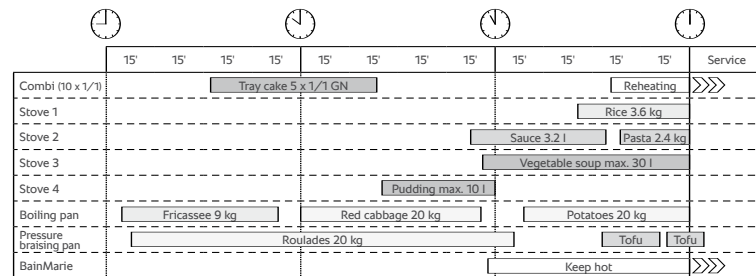 15' 15' 15' 15' 15' 15' 15' 15' 15' 15' 15' 15' Service
Combi (10 x 1/1) Tray cake 5 x 1/1 GN Reheating
Stove 1 Rice 3.6 kg
Stove 2 Sauce 3.2 l Pasta 2.4 kg
Stove 3 Vegetable soup max. 30 l
Stove 4 Pudding max. 10 l
Boiling pan Fricassee 9 kg Red cabbage 20 kg Potatoes 20 kg
Pressure
braising pan Roulades 20 kg Tofu Tofu
BainMarie Keep hot